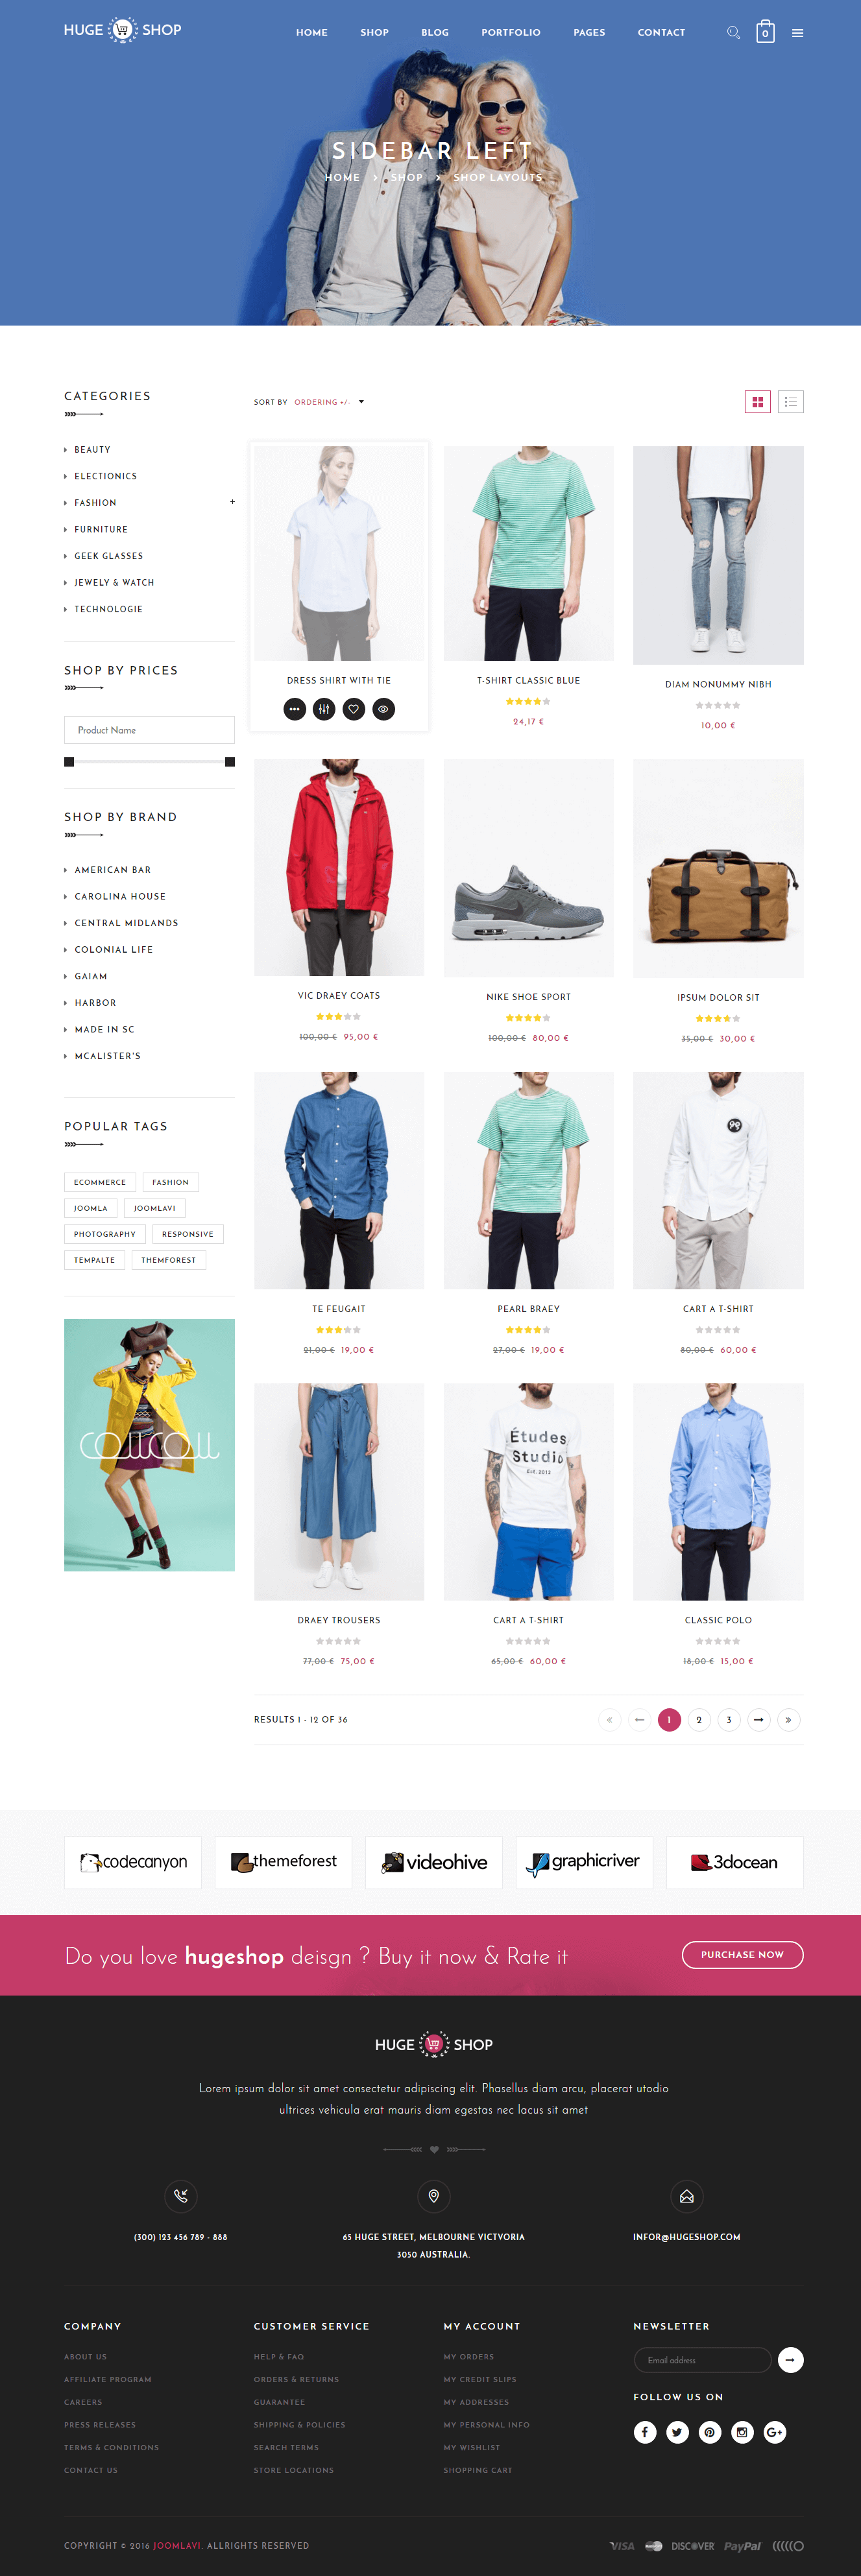 HUGE SHOP
HOME SHOP BLOG PORTFOLIO PAGES CONTACT
0
SIDEBAR LEFT
HOME > SHOP > SHOP LAYOUTS
CATEGORIES
BEAUTY
ELECTIONICS
FASHION +
FURNITURE
GEEK GLASSES
JEWELY & WATCH
TECHNOLOGIE
SHOP BY PRICES
Product Name
SHOP BY BRAND
AMERICAN BAR
CAROLINA HOUSE
CENTRAL MIDLANDS
COLONIAL LIFE
GAIAM
HARBOR
MADE IN SC
MCALISTER'S
POPULAR TAGS
ECOMMERCE FASHION
JOOMLA JOOMLAVI
PHOTOGRAPHY RESPONSIVE
TEMPALTE THEMFOREST
SORT BY ORDERING +/-
DRESS SHIRT WITH TIE
T-SHIRT CLASSIC BLUE
24,17 €
DIAM NONUMMY NIBH
10,00 €
VIC DRAEY COATS
100,00 € 95,00 €
NIKE SHOE SPORT
100,00 € 80,00 €
IPSUM DOLOR SIT
35,00 € 30,00 €
TE FEUGAIT
21,00 € 19,00 €
PEARL BRAEY
27,00 € 19,00 €
CART A T-SHIRT
80,00 € 60,00 €
Études
Studio
Est. 2012
DRAEY TROUSERS
77,00 € 75,00 €
CART A T-SHIRT
65,00 € 60,00 €
CLASSIC POLO
18,00 € 15,00 €
RESULTS 1 - 12 OF 36
« 1 2 3 »
codecanyon
themeforest
videohive
graphicriver
3docean
Do you love hugeshop deisgn ? Buy it now & Rate it
PURCHASE NOW
HUGE SHOP
Lorem ipsum dolor sit amet consectetur adipiscing elit. Phasellus diam arcu, placerat utodio
ultrices vehicula erat mauris diam egestas nec lacus sit amet
(300) 123 456 789 - 888
65 HUGE STREET, MELBOURNE VICTVORIA
3050 AUSTRALIA.
INFOR@HUGESHOP.COM
COMPANY
ABOUT US
AFFILIATE PROGRAM
CAREERS
PRESS RELEASES
TERMS & CONDITIONS
CONTACT US
CUSTOMER SERVICE
HELP & FAQ
ORDERS & RETURNS
GUARANTEE
SHIPPING & POLICIES
SEARCH TERMS
STORE LOCATIONS
MY ACCOUNT
MY ORDERS
MY CREDIT SLIPS
MY ADDRESSES
MY PERSONAL INFO
MY WISHLIST
SHOPPING CART
NEWSLETTER
Email address
FOLLOW US ON
COPYRIGHT © 2016 JOOMLAVI. ALLRIGHTS RESERVED
VISA DISCOVER PayPal